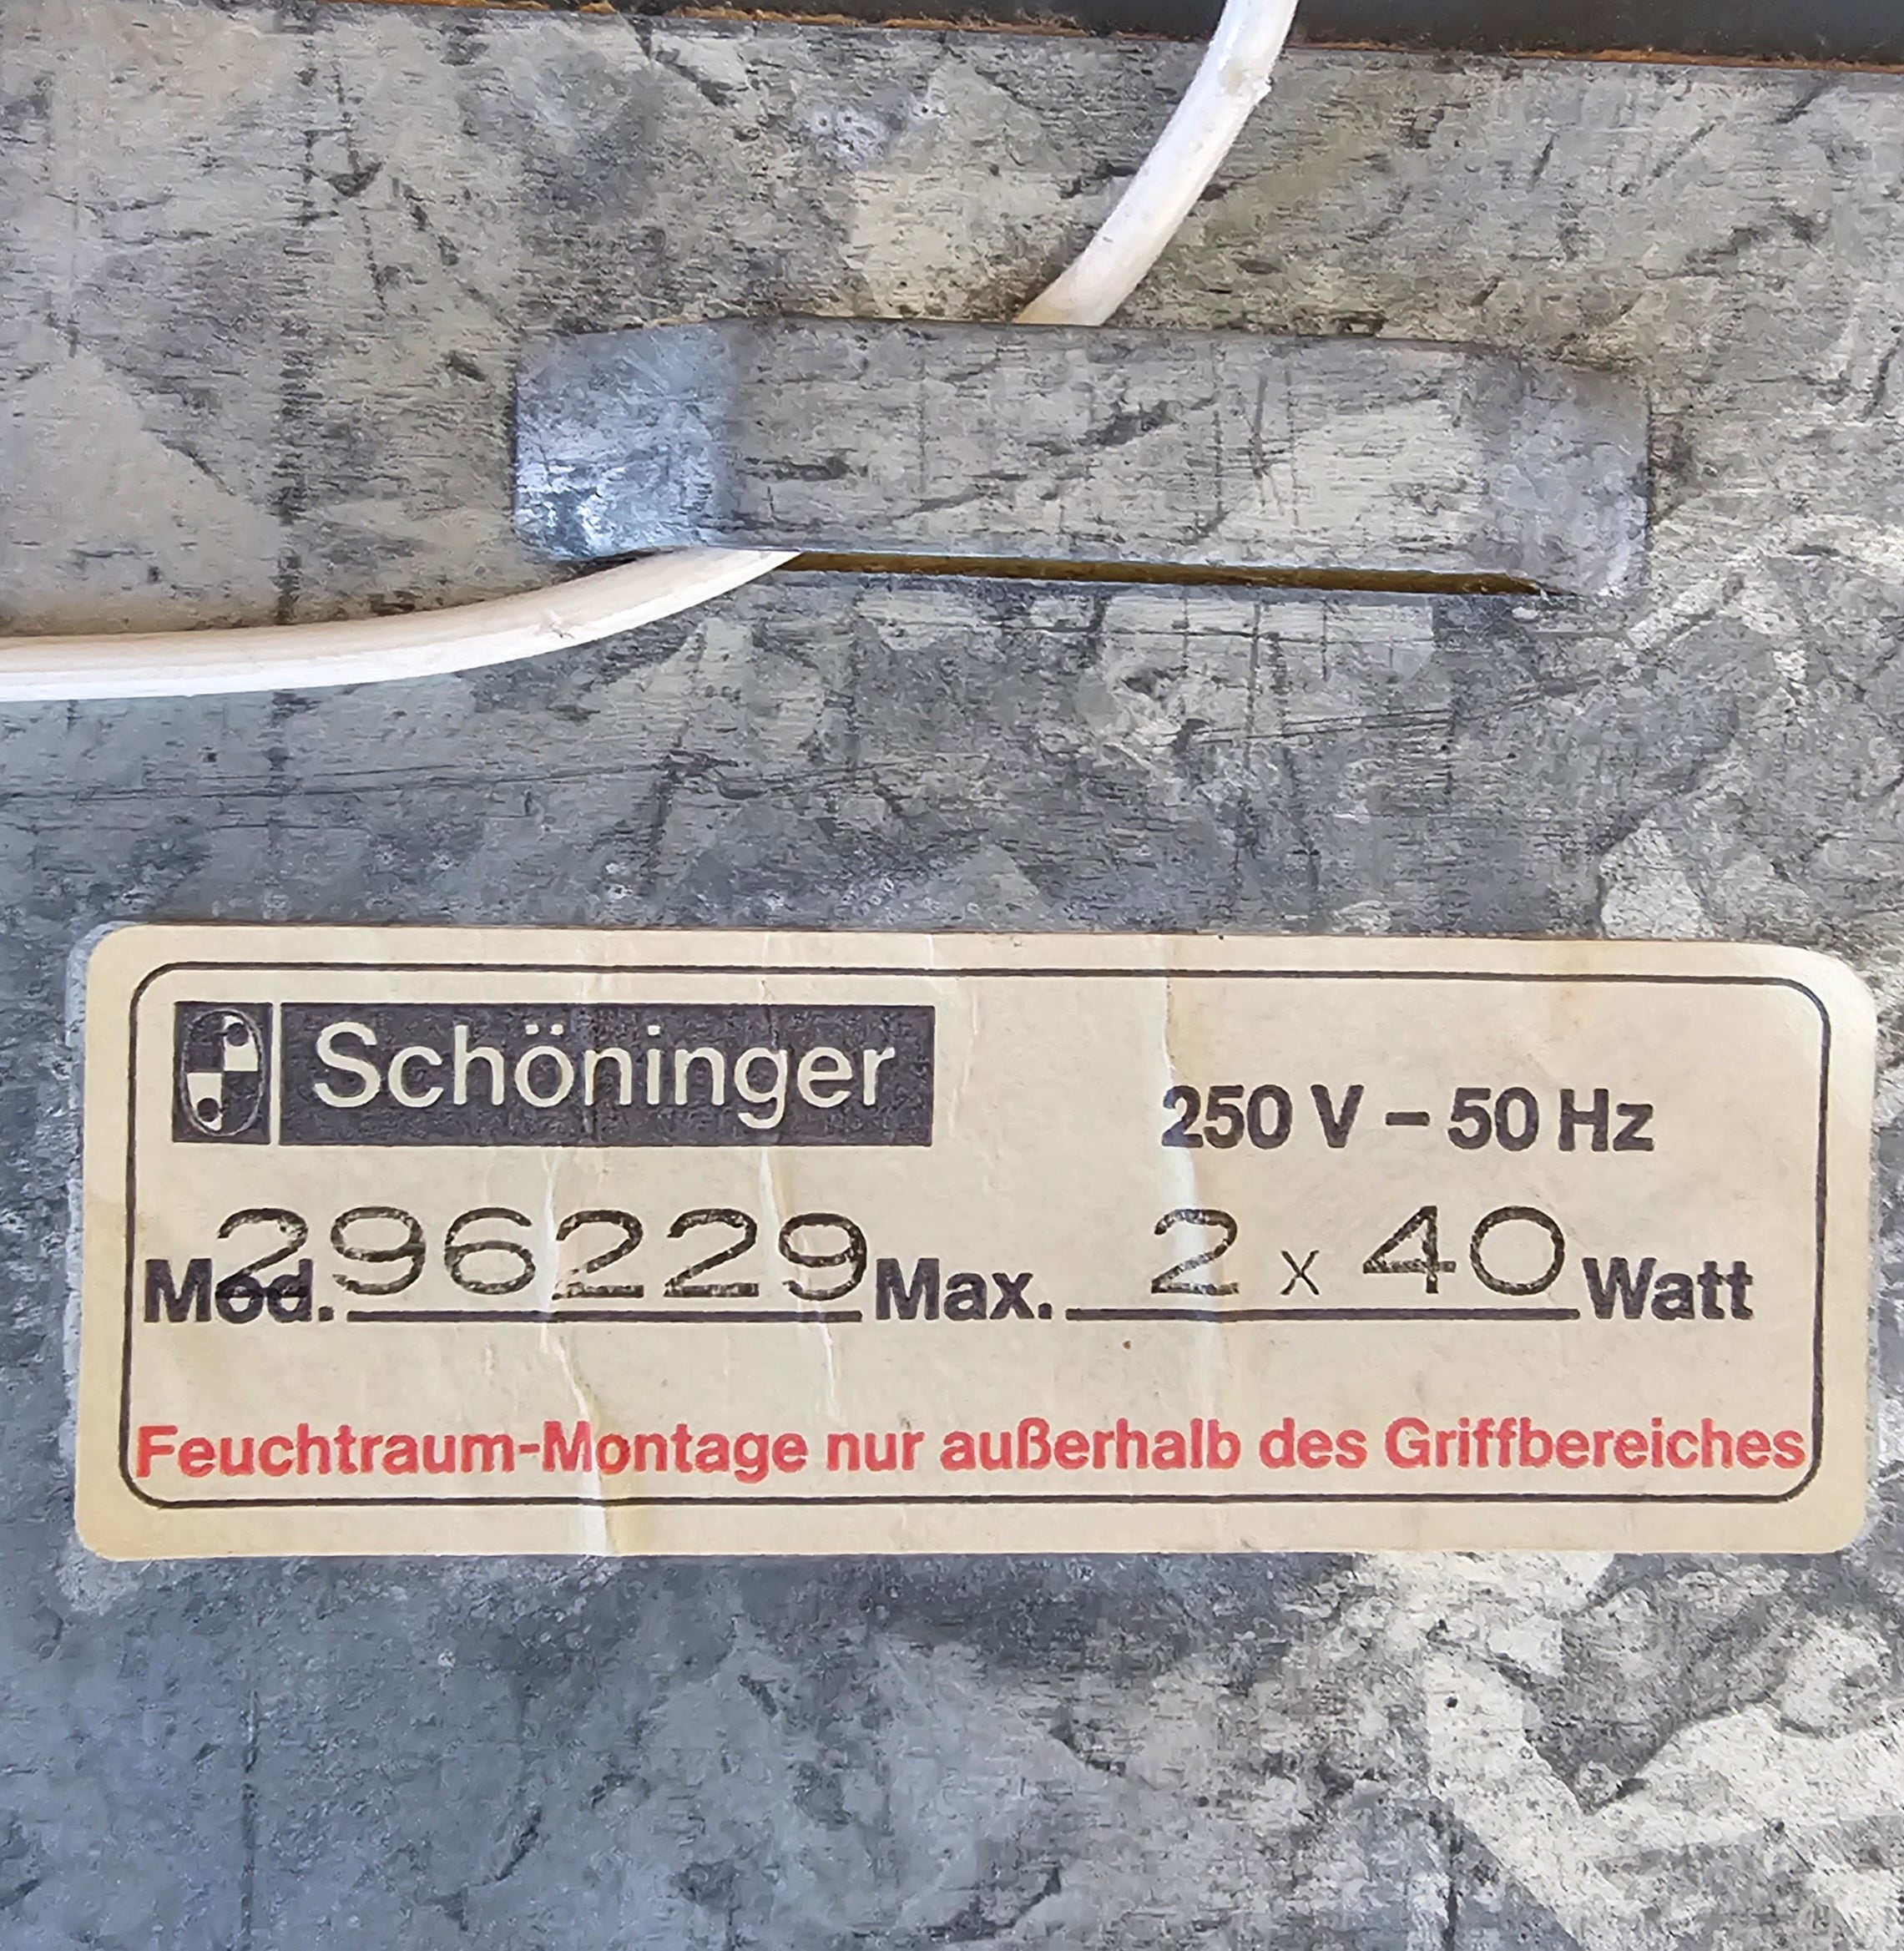 Schöninger
250 V – 50 Hz
Mod. 296229 Max. 2 x 40 Watt
Feuchtraum-Montage nur außerhalb des Griffbereiches